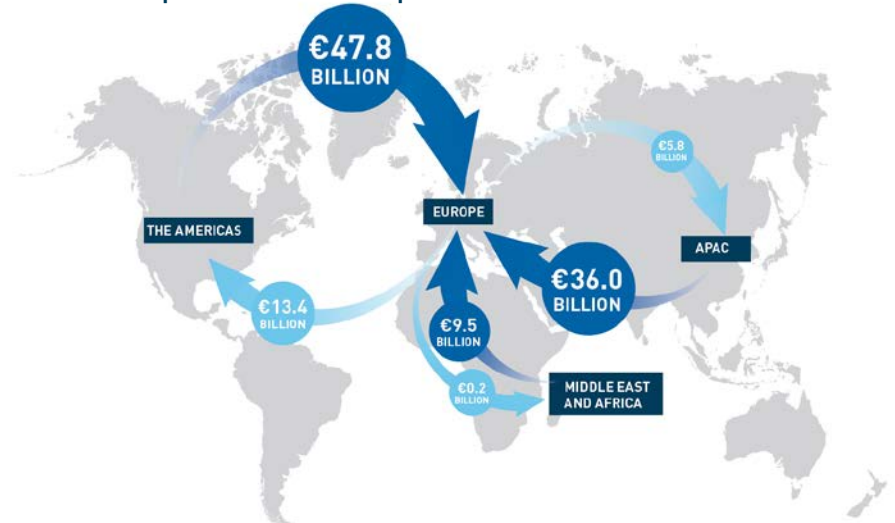 €47.8
BILLION
€5.8
BILLION
EUROPE
THE AMERICAS
APAC
€36.0
BILLION
€13.4
BILLION
€9.5
BILLION
€0.2
BILLION
MIDDLE EAST
AND AFRICA